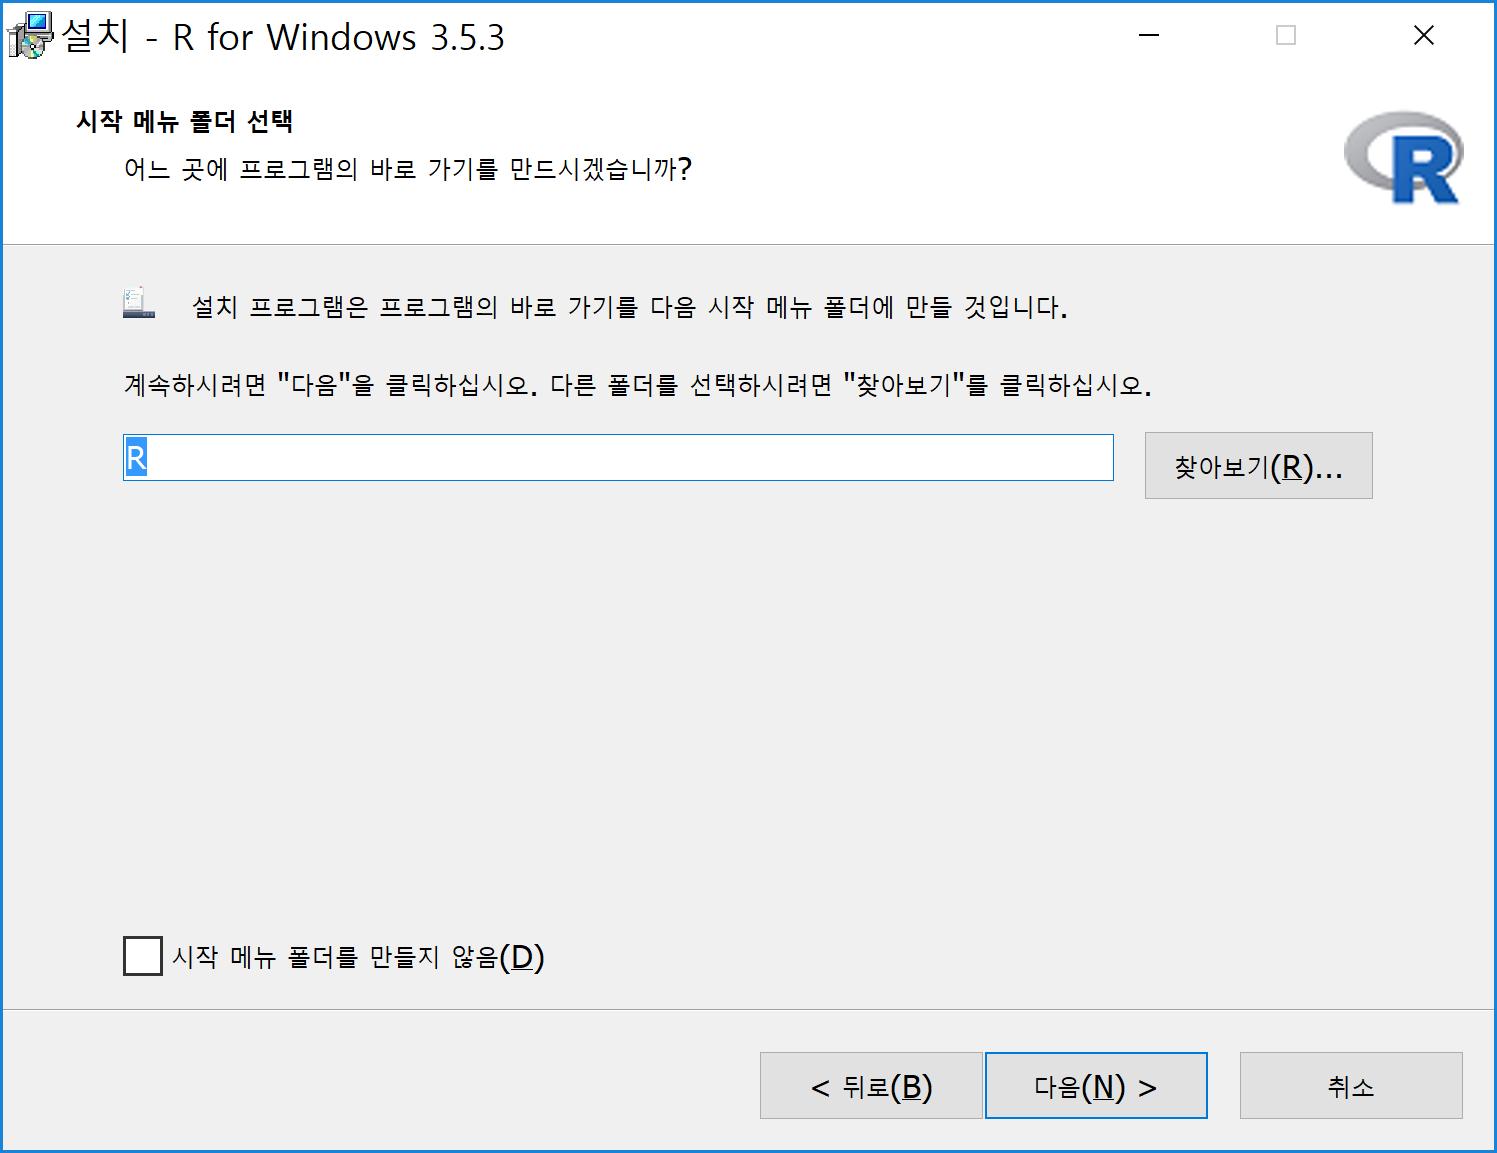 설치 - R for Windows 3.5.3
시작 메뉴 폴더 선택
어느 곳에 프로그램의 바로 가기를 만드시겠습니까?
R
설치 프로그램은 프로그램의 바로 가기를 다음 시작 메뉴 폴더에 만들 것입니다.
계속하시려면 "다음"을 클릭하십시오. 다른 폴더를 선택하시려면 "찾아보기"를 클릭하십시오.
R
찾아보기(R)...
시작 메뉴 폴더를 만들지 않음(D)
< 뒤로(B)
다음(N) >
취소